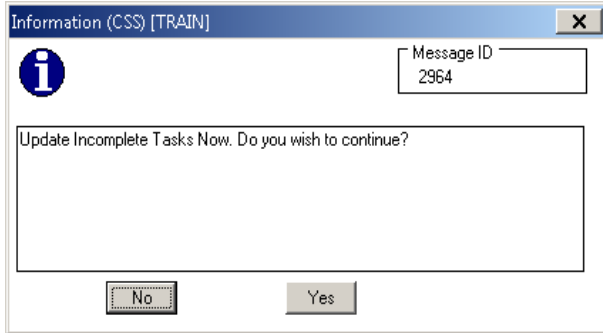 Information (CSS) [TRAIN]
Message ID
2964
Update Incomplete Tasks Now. Do you wish to continue?
No
Yes